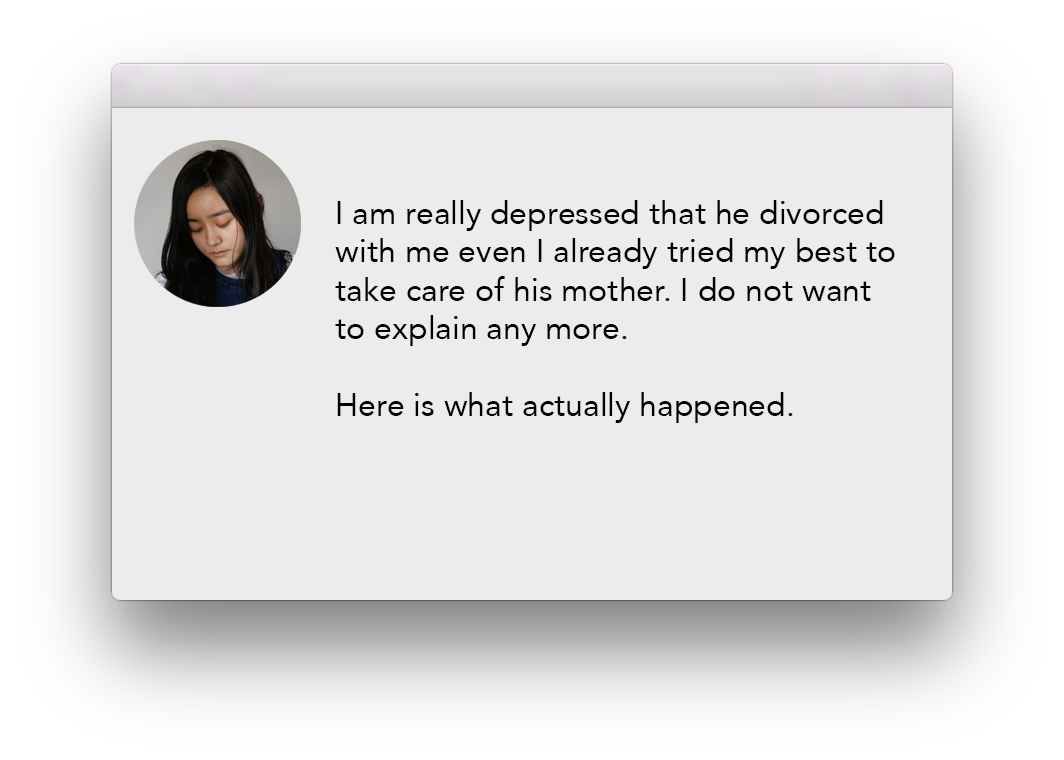 I am really depressed that he divorced
with me even I already tried my best to
take care of his mother. I do not want
to explain any more.
Here is what actually happened.